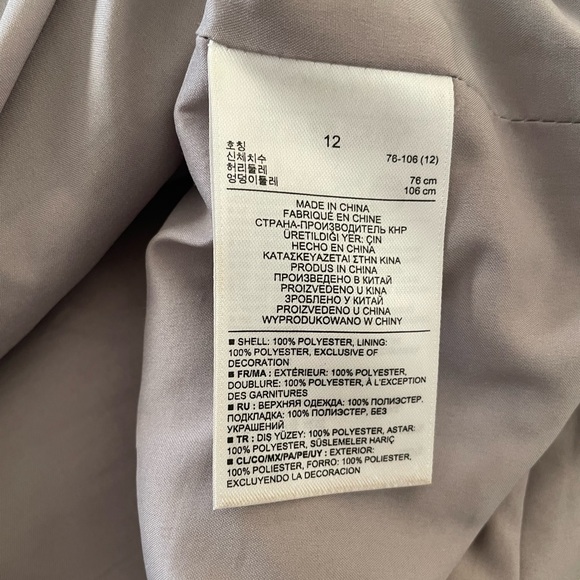 호칭 12
신체치수 76-106 (12)
허리둘레 76 cm
엉덩이둘레 106 cm
MADE IN CHINA
FABRIQUÉ EN CHINE
СТРАНА-ПРОИЗВОДИТЕЛЬ КНР
ÜRETILDIĞI YER: ÇIN
HECHO EN CHINA
ΚΑΤΑΣΚΕΥΑΖΕΤΑΙ ΣΤΗΝ ΚΙΝΑ
PRODUS IN CHINA
ПРОИЗВЕДЕНО В КИТАЙ
PROIZVEDENO U KINA
ЗРОБЛЕНО У КИТАЙ
PROIZVEDENO U CHINA
WYPRODUKOWANO W CHINY
■ SHELL: 100% POLYESTER, LINING:
100% POLYESTER, EXCLUSIVE OF
DECORATION
■ FR/MA : EXTÉRIEUR: 100% POLYESTER,
DOUBLURE: 100% POLYESTER, À L'EXCEPTION
DES GARNITURES
■ RU : ВЕРХНЯЯ ОДЕЖДА: 100% ПОЛИЭСТЕР,
ПОДКЛАДКА: 100% ПОЛИЭСТЕР, БЕЗ
УКРАШЕНИЙ
■ TR : DIŞ YÜZEY: 100% POLYESTER, ASTAR:
100% POLYESTER, SÜSLEMELER HARIÇ
■ CL/CO/MX/PA/PE/UY : EXTERIOR:
100% POLIESTER, FORRO: 100% POLIESTER,
EXCLUYENDO LA DECORACION